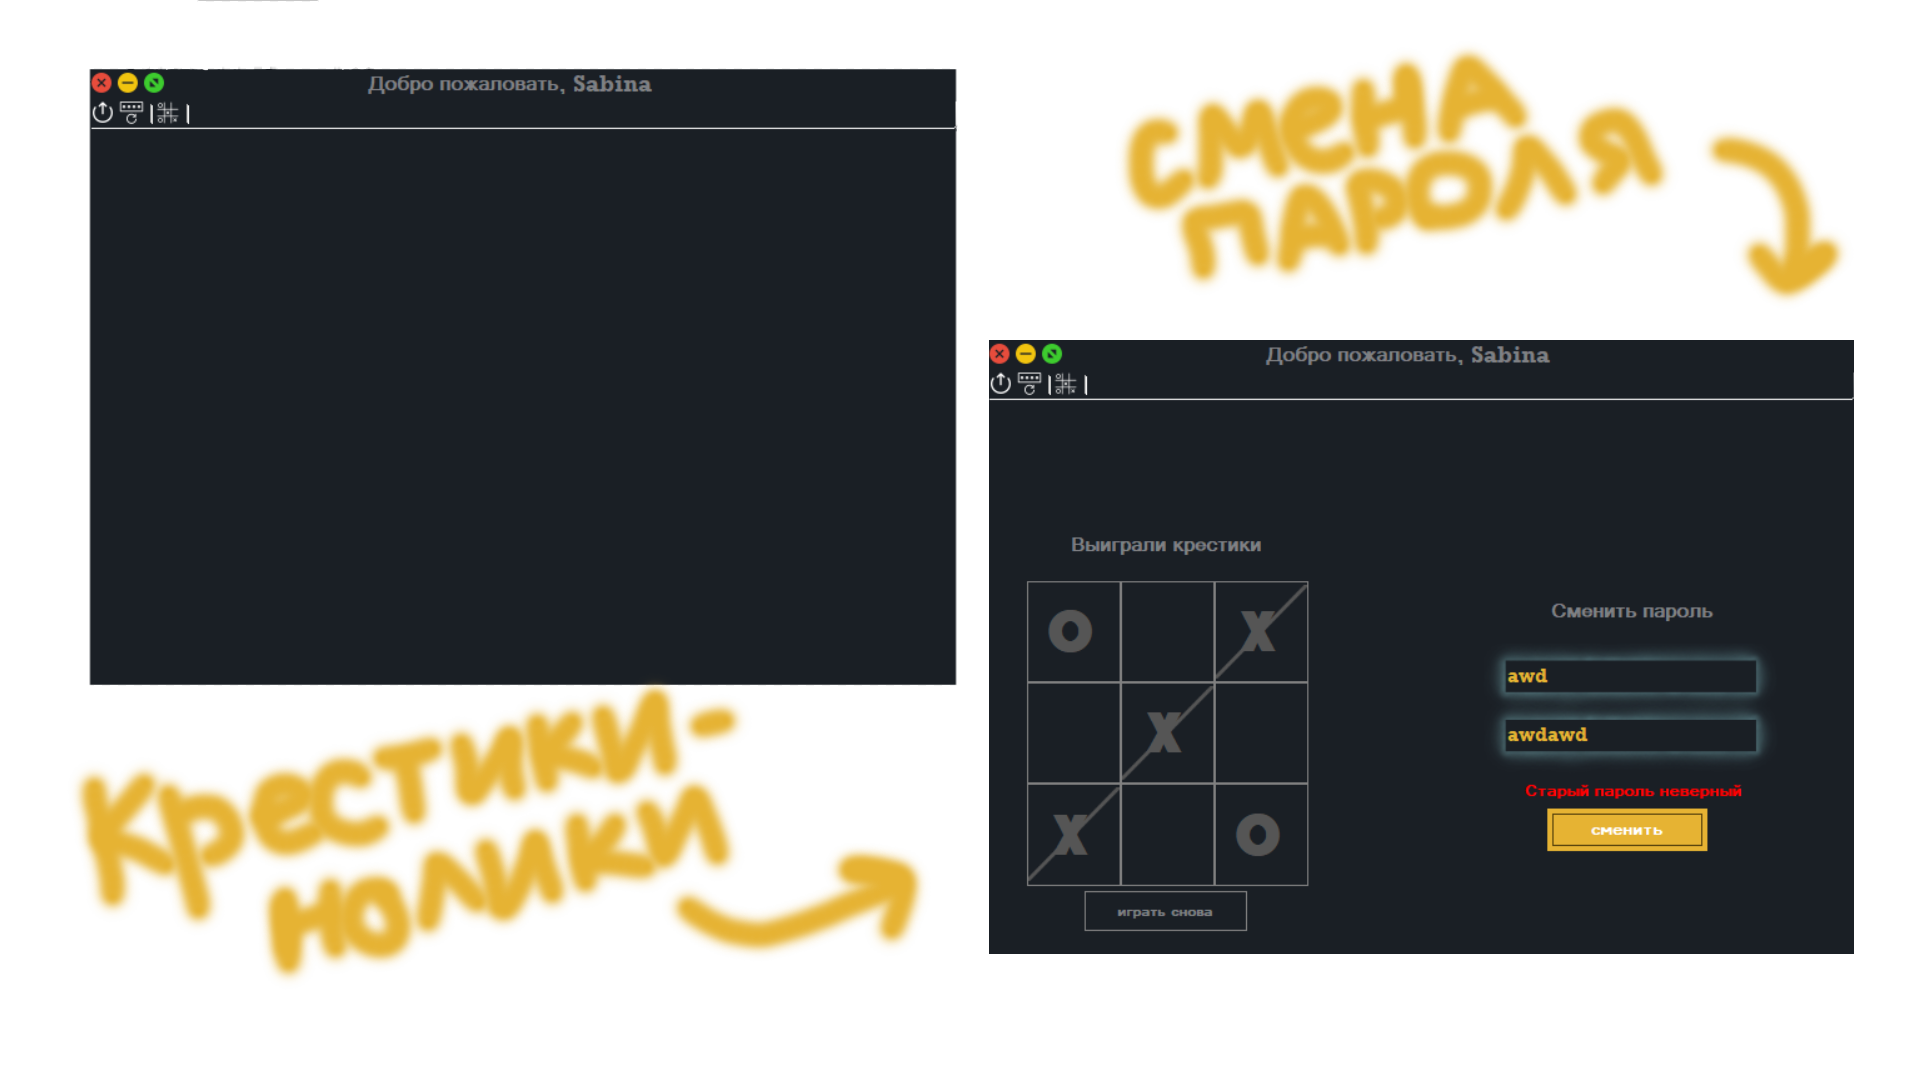 Добро пожаловать, Sabina
Смена
пароля
Крестики-
нолики
Добро пожаловать, Sabina
Выиграли крестики
O X
X
X O
играть снова
Сменить пароль
awd
awdawd
Старый пароль неверный
сменить